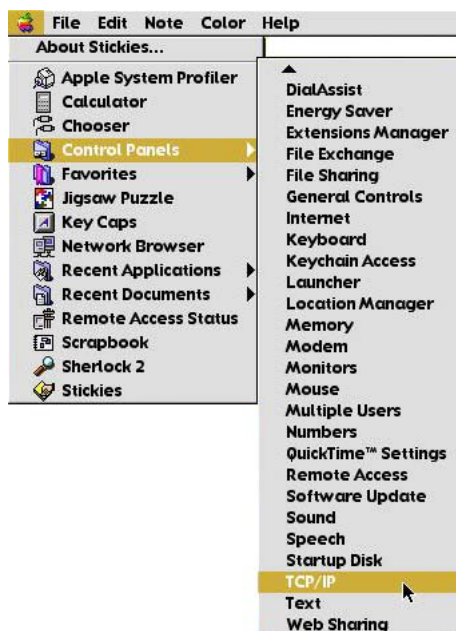 File Edit Note Color Help
About Stickies...
Apple System Profiler
Calculator
Chooser
Control Panels
Favorites
Jigsaw Puzzle
Key Caps
Network Browser
Recent Applications
Recent Documents
Remote Access Status
Scrapbook
Sherlock 2
Stickies
DialAssist
Energy Saver
Extensions Manager
File Exchange
File Sharing
General Controls
Internet
Keyboard
Keychain Access
Launcher
Location Manager
Memory
Modem
Monitors
Mouse
Multiple Users
Numbers
QuickTime™ Settings
Remote Access
Software Update
Sound
Speech
Startup Disk
TCP/IP
Text
Web Sharing